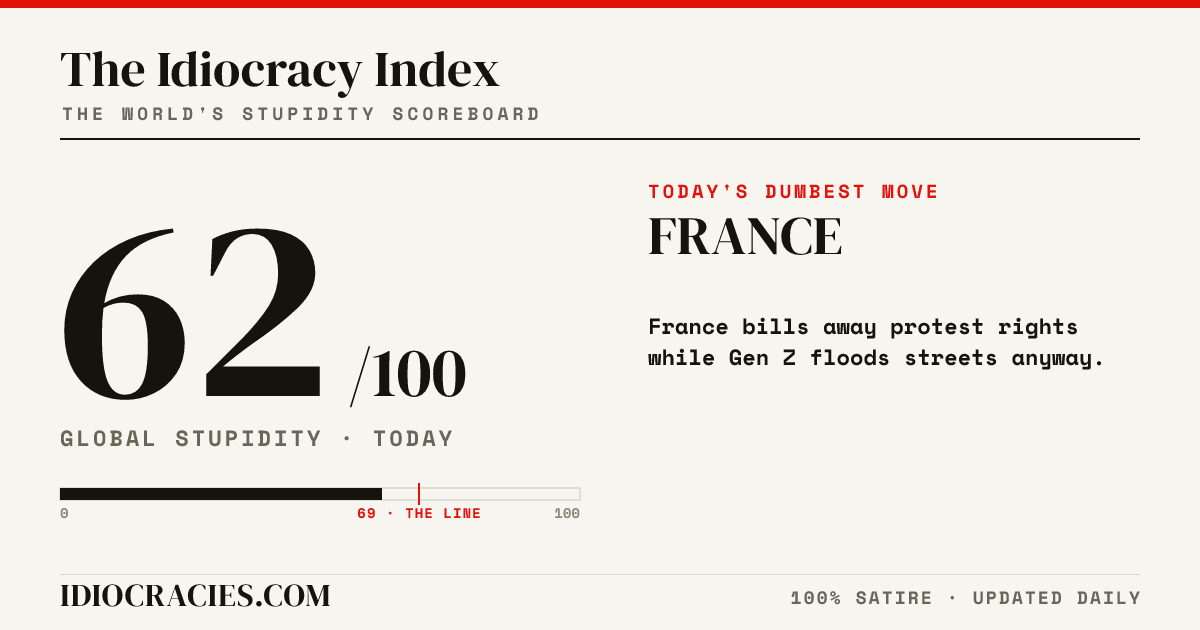 The Idiocracy Index
THE WORLD'S STUPIDITY SCOREBOARD
62 /100
GLOBAL STUPIDITY · TODAY
0
69 · THE LINE
100
TODAY'S DUMBEST MOVE
FRANCE
France bills away protest rights
while Gen Z floods streets anyway.
IDIOCRACIES.COM
100% SATIRE · UPDATED DAILY